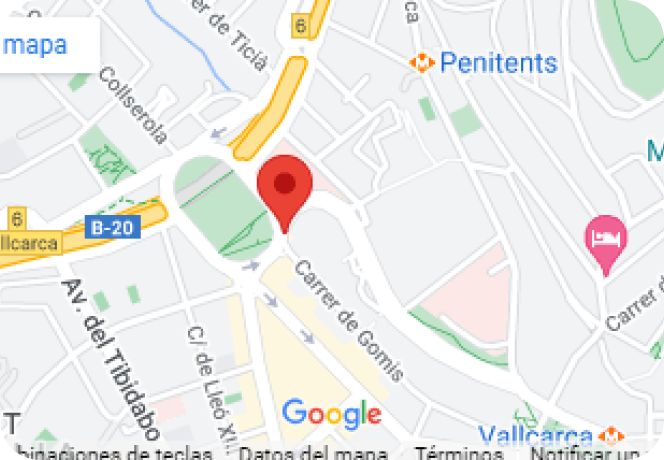 mapa
er de Ticià
6
Penitents
Collserola
M
6
B-20
llcarca
Carrer de Gomis
Carrer d
Av. del Tibidabo
C/ de Lleó XI
Google
T
Vallcarca
binaciones de teclas
Datos del mapa
Términos
Notificar un